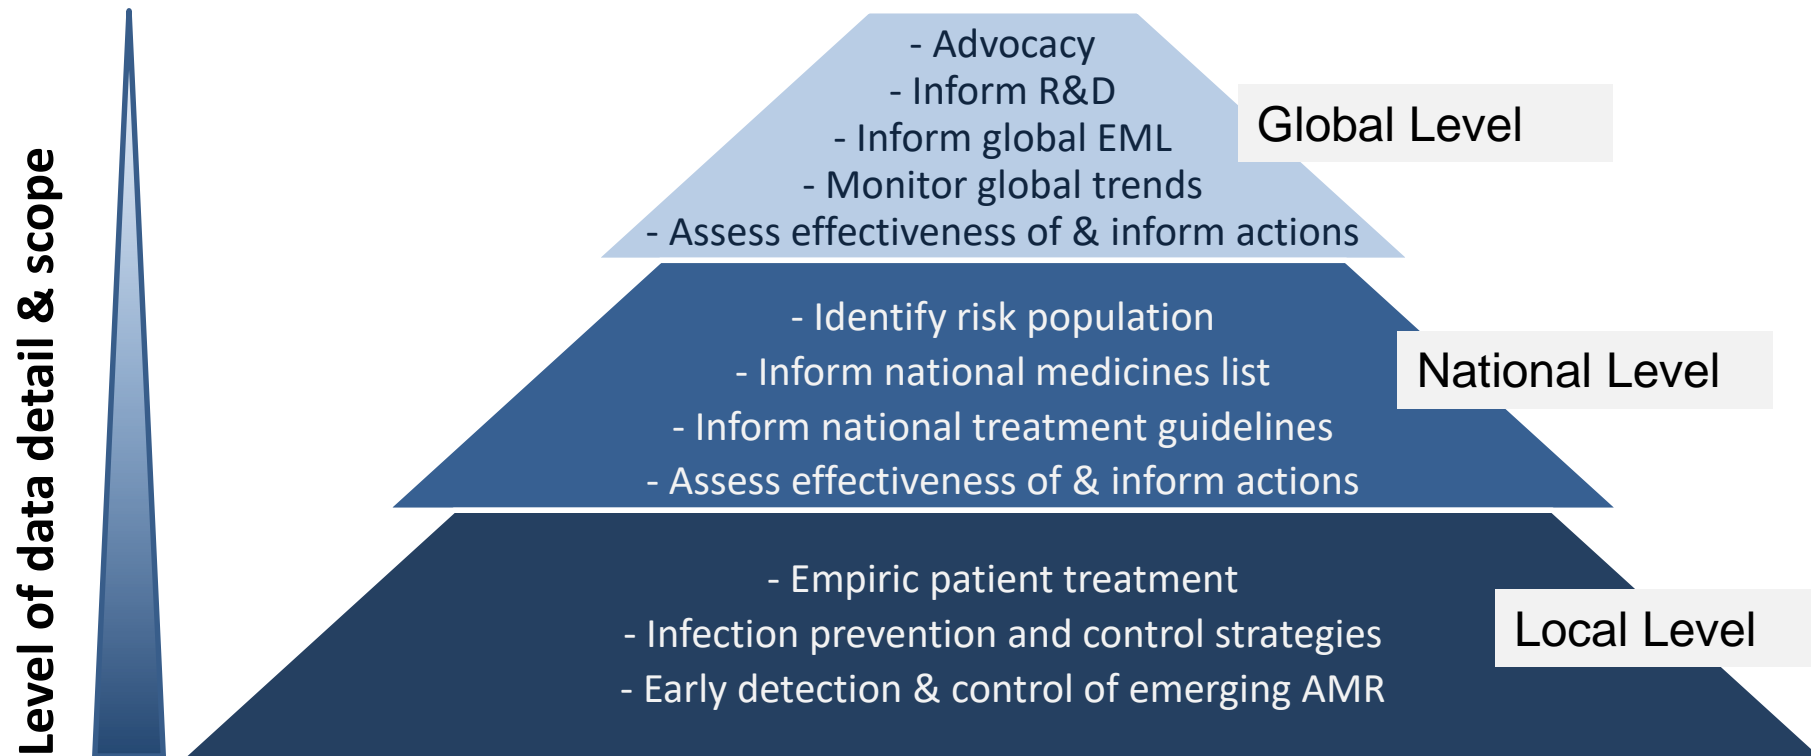 Level of data detail & scope
- Advocacy
- Inform R&D
- Inform global EML
- Monitor global trends
- Assess effectiveness of & inform actions
Global Level
- Identify risk population
- Inform national medicines list
- Inform national treatment guidelines
- Assess effectiveness of & inform actions
National Level
- Empiric patient treatment
- Infection prevention and control strategies
- Early detection & control of emerging AMR
Local Level